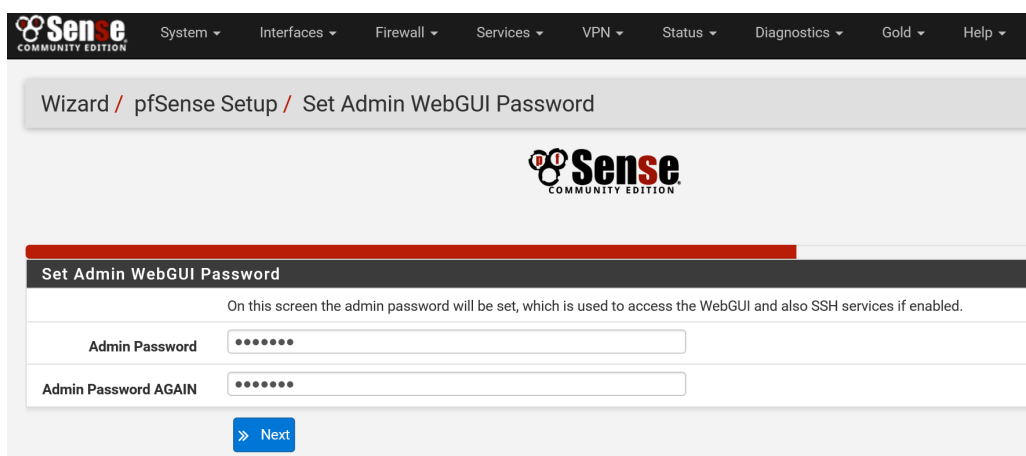 pfSense
COMMUNITY EDITION
System Interfaces Firewall Services VPN Status Diagnostics Gold Help
Wizard / pfSense Setup / Set Admin WebGUI Password
pfSense
COMMUNITY EDITION
Set Admin WebGUI Password
On this screen the admin password will be set, which is used to access the WebGUI and also SSH services if enabled.
Admin Password •••••••
Admin Password AGAIN •••••••
» Next